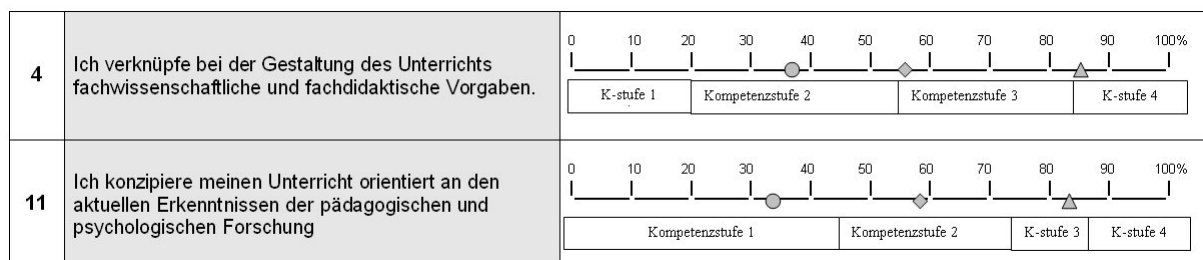 4
Ich verknüpfe bei der Gestaltung des Unterrichts
fachwissenschaftliche und fachdidaktische Vorgaben.
0 10 20 30 40 50 60 70 80 90 100%
K-stufe 1 Kompetenzstufe 2 Kompetenzstufe 3 K-stufe 4
11
Ich konzipiere meinen Unterricht orientiert an den
aktuellen Erkenntnissen der pädagogischen und
psychologischen Forschung
0 10 20 30 40 50 60 70 80 90 100%
Kompetenzstufe 1 Kompetenzstufe 2 K-stufe 3 K-stufe 4